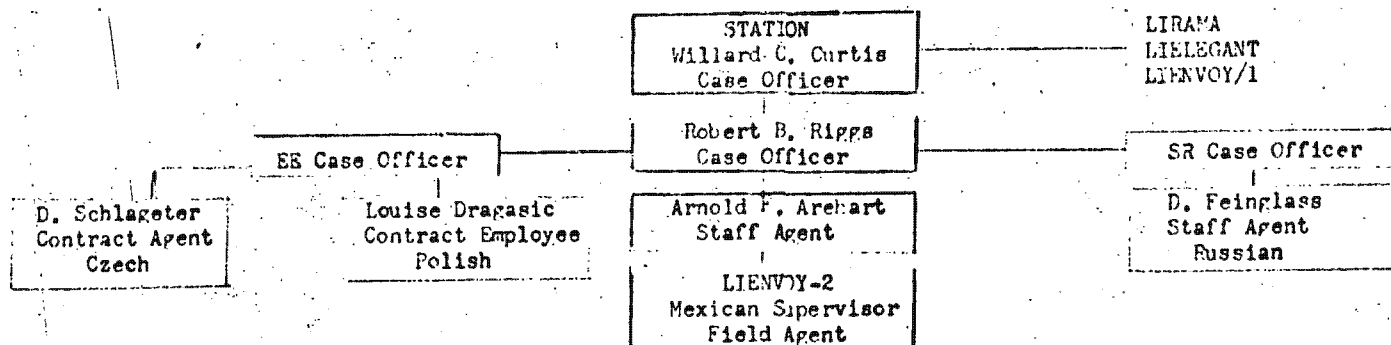 STATION
Willard C. Curtis
Case Officer
LIRAMA
LIELEGANT
LIENVOY/1
Robert B. Riggs
Case Officer
EE Case Officer
SR Case Officer
D. Schlageter
Contract Agent
Czech
Louise Dragasic
Contract Employee
Polish
Arnold F. Arehart
Staff Agent
D. Feinglass
Staff Agent
Russian
LIENVOY-2
Mexican Supervisor
Field Agent